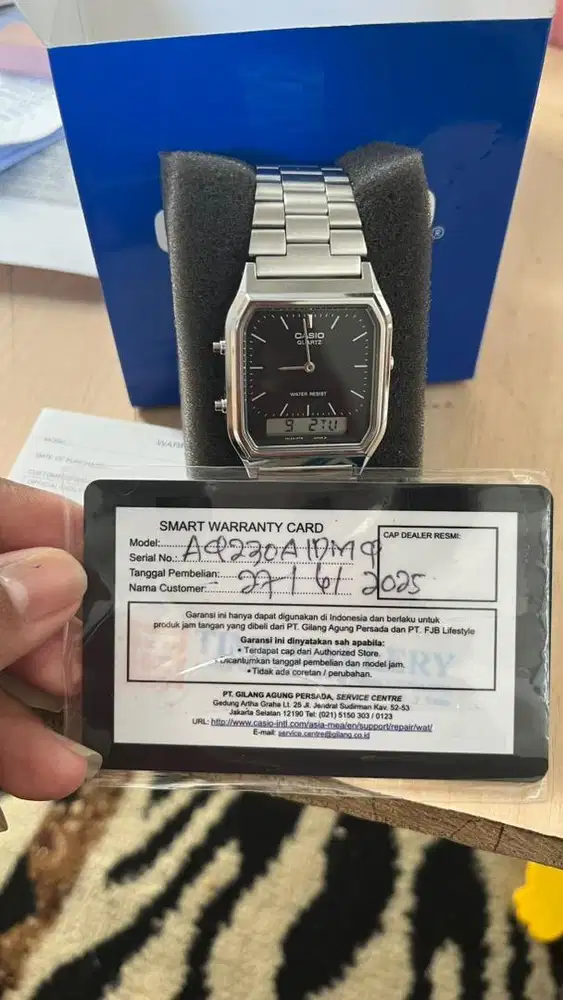 ®
CASIO
QUARTZ
WATER RESIST
9 2TU
SMART WARRANTY CARD
Model:
Serial No.: AQ230A1DMQ
Tanggal Pembelian: 27/6/2025
Nama Customer:
CAP DEALER RESMI:
Garansi ini hanya dapat digunakan di Indonesia dan berlaku untuk
produk jam tangan yang dibeli dari PT. Gilang Agung Persada dan PT. FJB Lifestyle
Garansi ini dinyatakan sah apabila:
• Terdapat cap dari Authorized Store.
• Dicantumkan tanggal pembelian dan model jam.
• Tidak ada coretan / perubahan.
PT. GILANG AGUNG PERSADA, SERVICE CENTRE
Gedung Artha Graha Lt. 25 Jl. Jendral Sudirman Kav. 52-53
Jakarta Selatan 12190 Tel: (021) 5150 303 / 0123
URL: http://www.casio-intl.com/asia-mea/en/support/repair/wat/
E-mail: service.centre@gilang.co.id